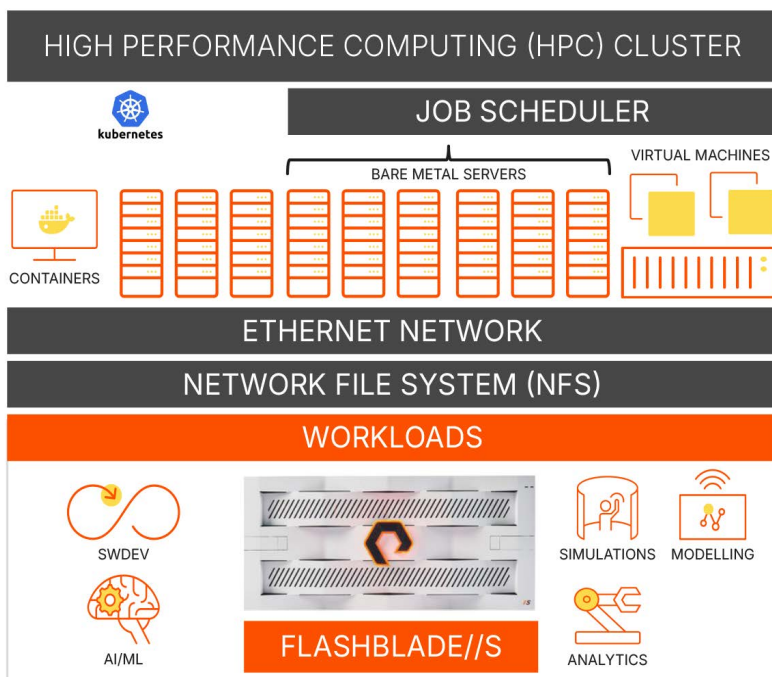 HIGH PERFORMANCE COMPUTING (HPC) CLUSTER
kubernetes
JOB SCHEDULER
BARE METAL SERVERS
VIRTUAL MACHINES
CONTAINERS
ETHERNET NETWORK
NETWORK FILE SYSTEM (NFS)
WORKLOADS
SWDEV
SIMULATIONS
MODELLING
AI/ML
FLASHBLADE//S
ANALYTICS